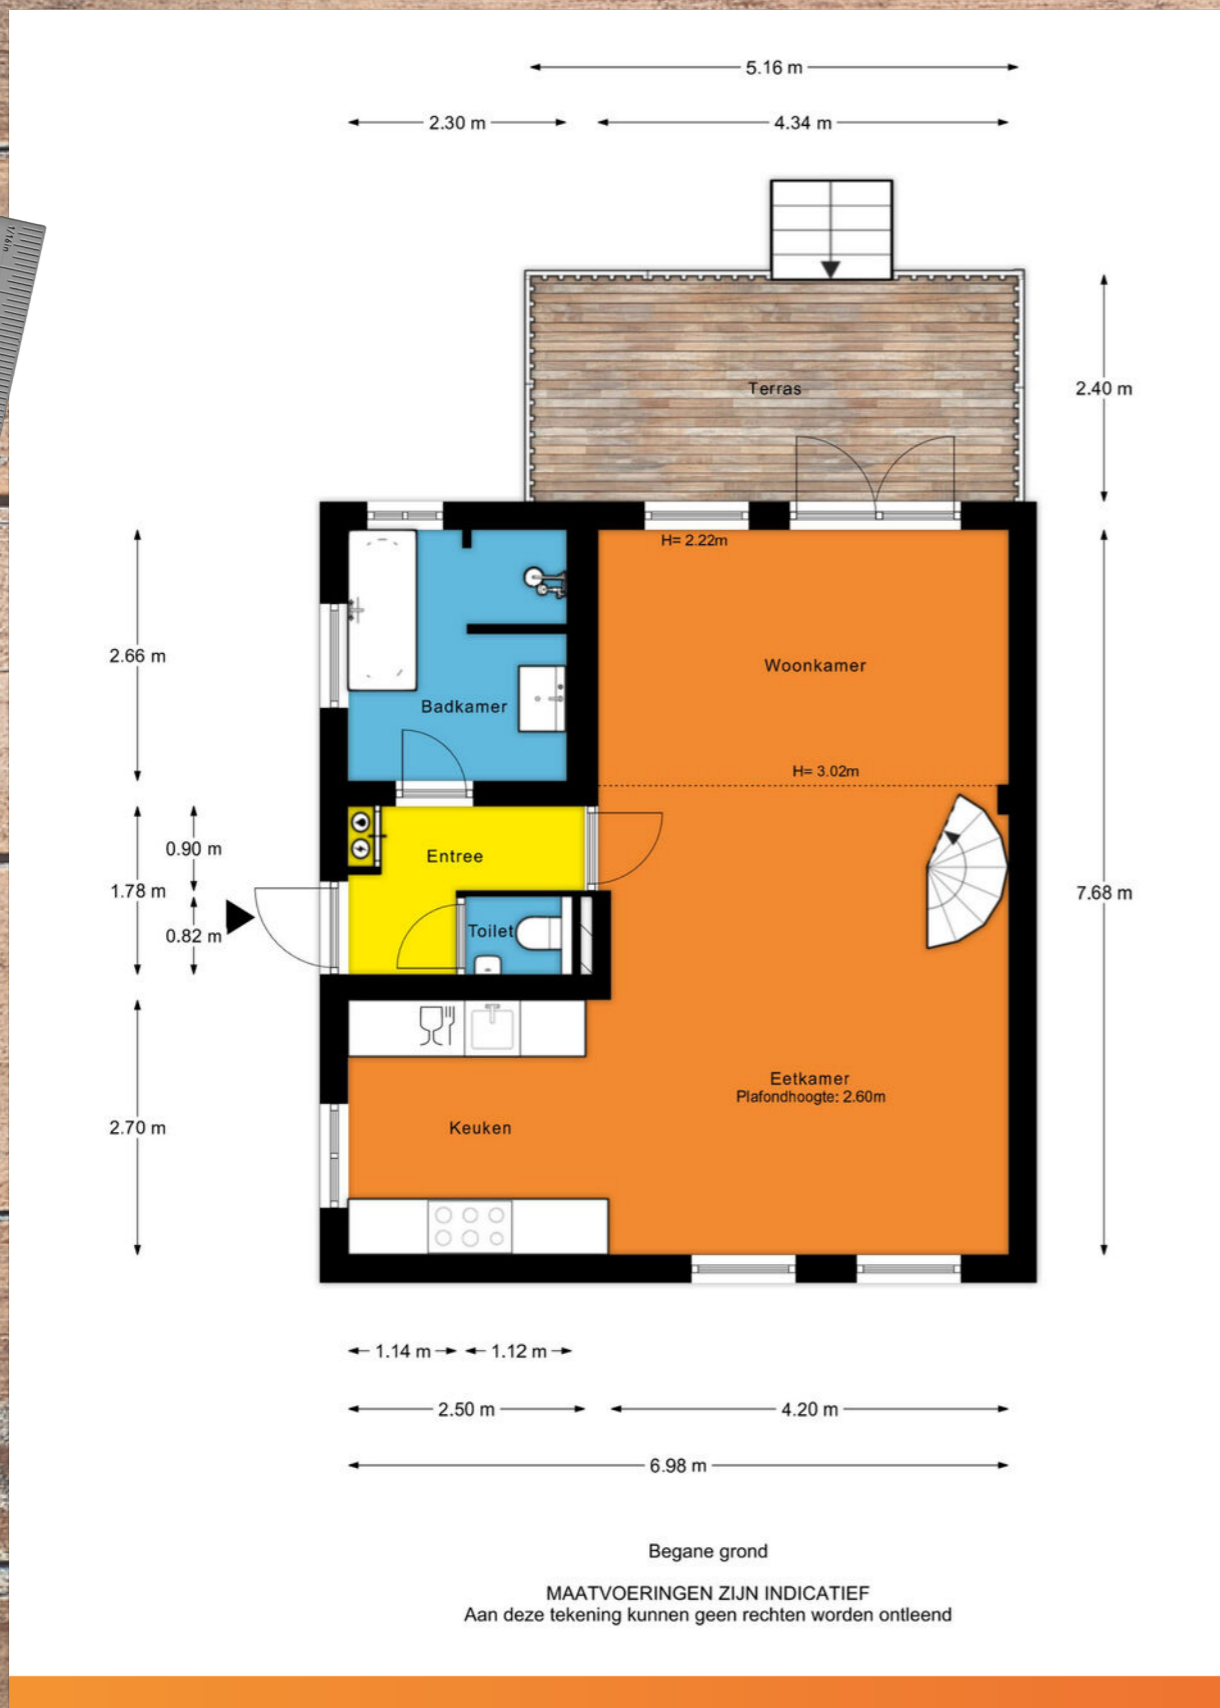 5.16 m
2.30 m
4.34 m
1/16in
Terras
2.40 m
H= 2.22m
2.66 m
Woonkamer
Badkamer
H= 3.02m
0.90 m
Entree
1.78 m
7.68 m
0.82 m
Toilet
Eetkamer
Plafondhoogte: 2.60m
2.70 m
Keuken
1.14 m
1.12 m
2.50 m
4.20 m
6.98 m
Begane grond
MAATVOERINGEN ZIJN INDICATIEF
Aan deze tekening kunnen geen rechten worden ontleend